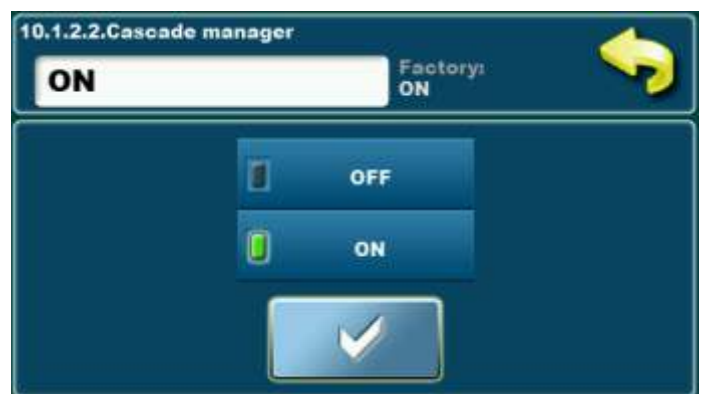 10.1.2.2.Cascade manager
ON
Factory:
ON
OFF
ON